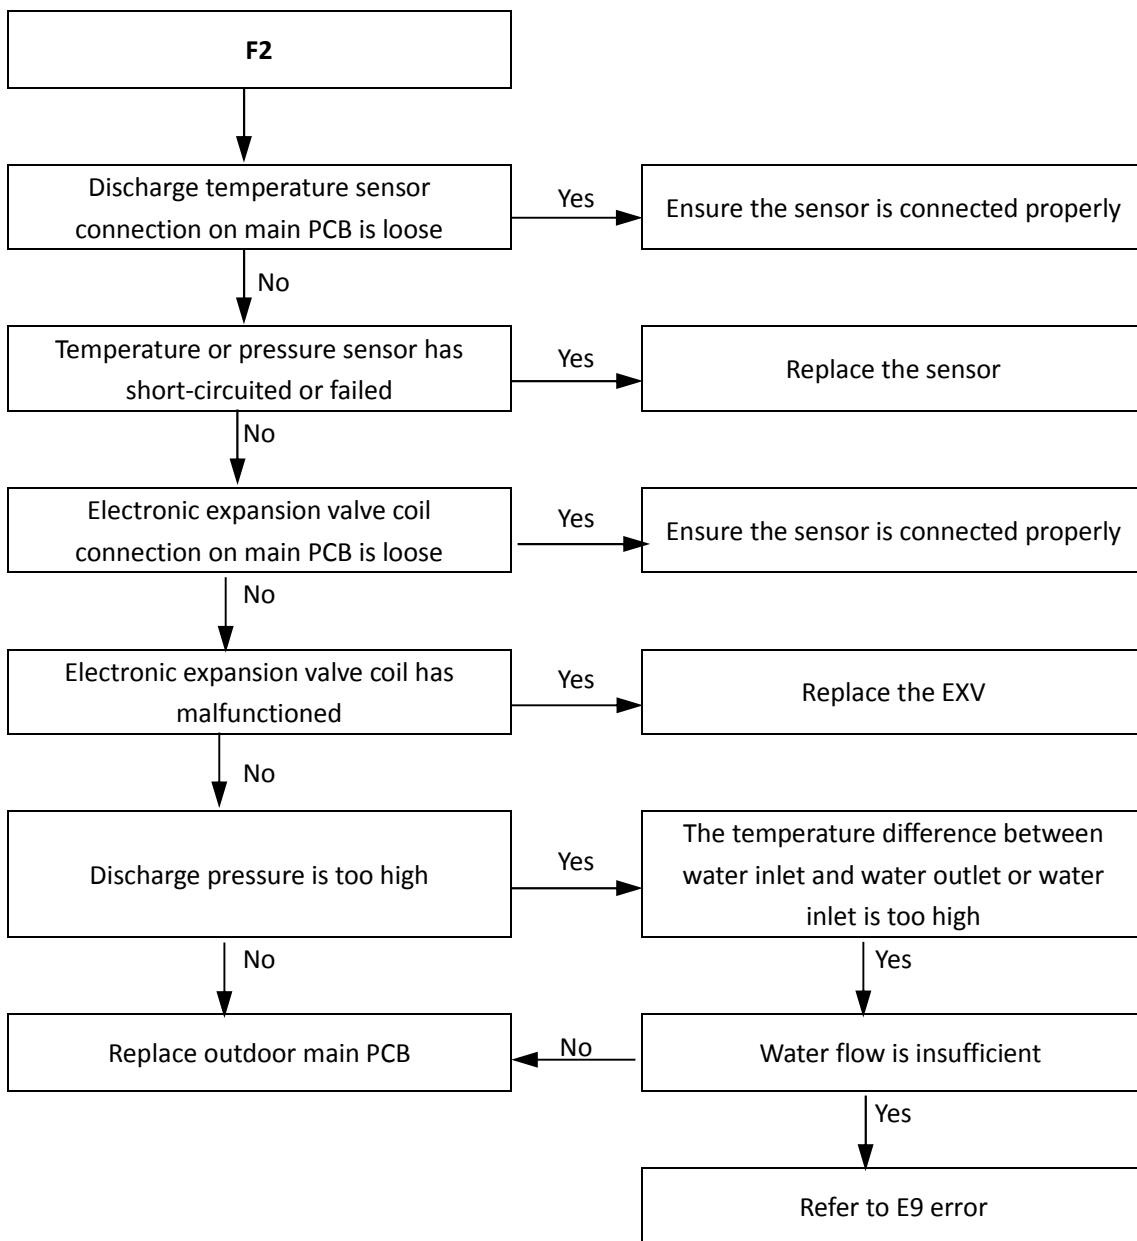 F2
Discharge temperature sensor
connection on main PCB is loose
Yes
Ensure the sensor is connected properly
No
Temperature or pressure sensor has
short-circuited or failed
Yes
Replace the sensor
No
Electronic expansion valve coil
connection on main PCB is loose
Yes
Ensure the sensor is connected properly
No
Electronic expansion valve coil has
malfunctioned
Yes
Replace the EXV
No
Discharge pressure is too high
Yes
The temperature difference between
water inlet and water outlet or water
inlet is too high
No
Yes
Replace outdoor main PCB
No
Water flow is insufficient
Yes
Refer to E9 error